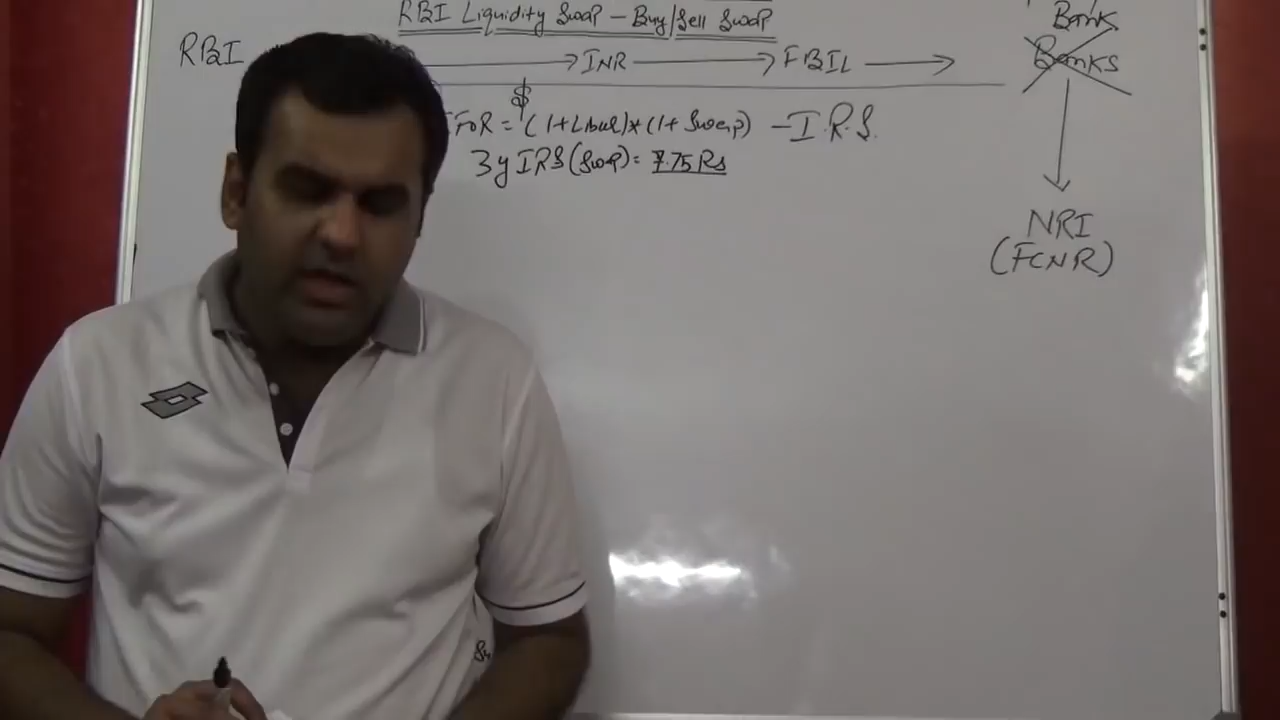 RBI Liquidity Swap – Buy/Sell Swap
Bank
RBI → INR → FBIL → Banks
$
IFOR = (1+Libor)*(1+Swap) – I.R.S.
3y IRS (Swap) = 7.75 Rs
NRI
(FCNR)